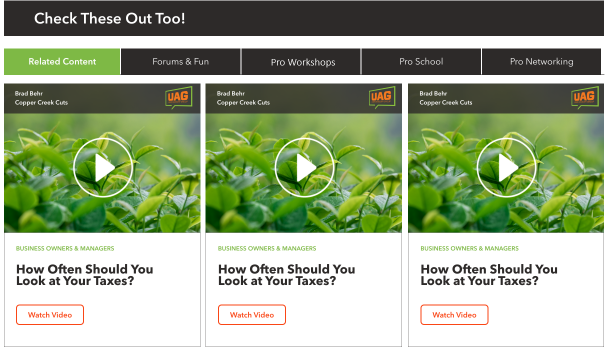 Check These Out Too!
Related Content
Forums & Fun
Pro Workshops
Pro School
Pro Networking
Brad Behr
Copper Creek Cuts
UAG
BUSINESS OWNERS & MANAGERS
How Often Should You
Look at Your Taxes?
Watch Video
Brad Behr
Copper Creek Cuts
UAG
BUSINESS OWNERS & MANAGERS
How Often Should You
Look at Your Taxes?
Watch Video
Brad Behr
Copper Creek Cuts
UAG
BUSINESS OWNERS & MANAGERS
How Often Should You
Look at Your Taxes?
Watch Video